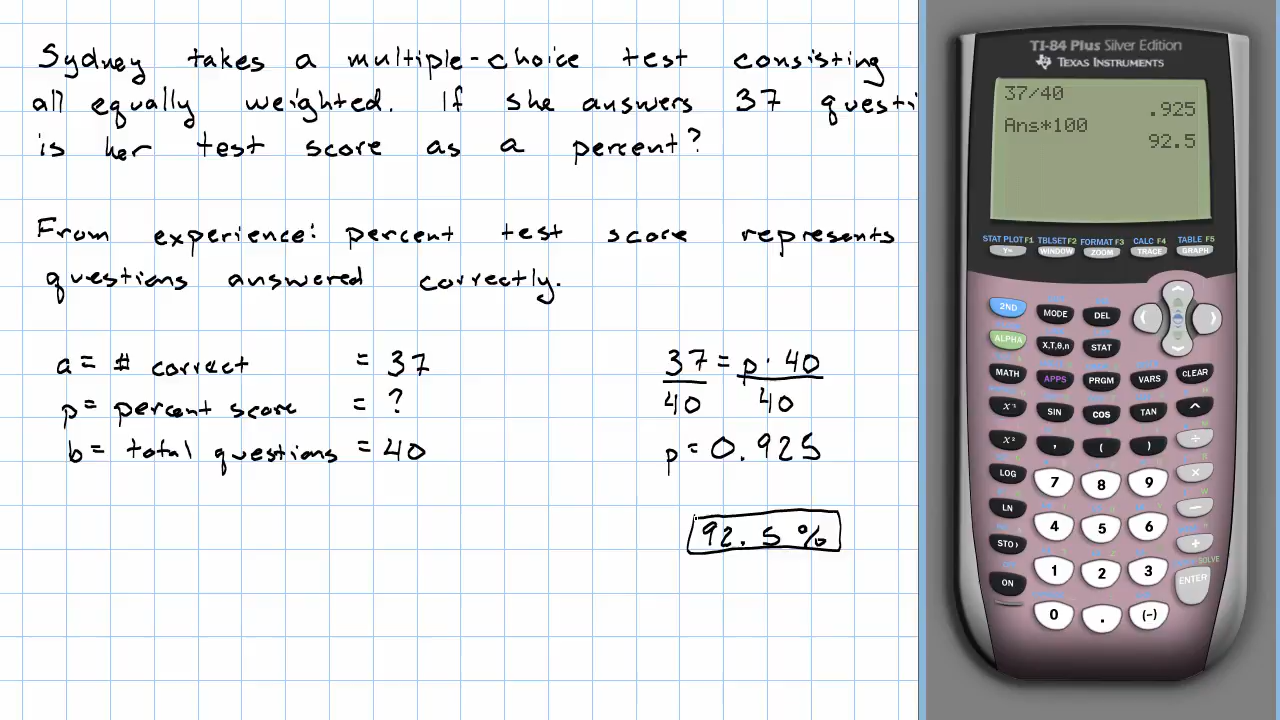 Sydney takes a multiple-choice test consisting
all equally weighted. If she answers 37
is her test score as a percent?
From experience: percent test score represents
questions answered correctly.
a = # correct = 37
p = percent score = ?
b = total questions = 40
37 = p · 40
40 40
p = 0.925
92.5 %
TI-84 Plus Silver Edition
TEXAS INSTRUMENTS
37/40
.925
Ans*100
92.5
STAT PLOT F1 TBLSET F2 FORMAT F3 CALC F4 TABLE F5
Y= WINDOW ZOOM TRACE GRAPH
2ND MODE DEL
ALPHA X,T,θ,n STAT
MATH APPS PRGM VARS CLEAR
SIN COS TAN ^
x² , ( ) ÷
LOG 7 8 9 ×
LN 4 5 6 −
STO› 1 2 3 +
SOLVE
ON 0 . (-) ENTER